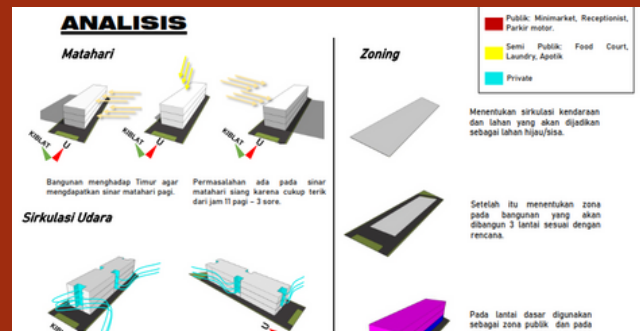 ANALISIS
Matahari
KIBLAT
U
KIBLAT
U
KIBLAT
U
Bangunan menghadap Timur agar
mendapatkan sinar matahari pagi.
Permasalahan ada pada sinar
matahari siang karena cukup terik
dari jam 11 pagi – 3 sore.
Sirkulasi Udara
Zoning
Publik: Minimarket, Receptionist,
Parkir motor.
Semi Publik: Food Court,
Laundry, Apotik
Private
Menentukan sirkulasi kendaraan
dan lahan yang akan dijadikan
sebagai lahan hijau/sisa.
Setelah itu menentukan zona
pada bangunan yang akan
dibangun 3 lantai sesuai dengan
rencana.
Pada lantai dasar digunakan
sebagai zona publik dan pada